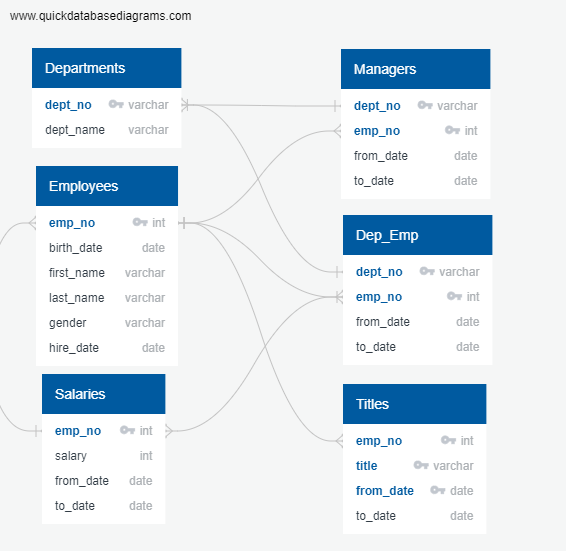 www.quickdatabasediagrams.com
Departments
dept_no varchar
dept_name varchar
Employees
emp_no int
birth_date date
first_name varchar
last_name varchar
gender varchar
hire_date date
Salaries
emp_no int
salary int
from_date date
to_date date
Managers
dept_no varchar
emp_no int
from_date date
to_date date
Dep_Emp
dept_no varchar
emp_no int
from_date date
to_date date
Titles
emp_no int
title varchar
from_date date
to_date date